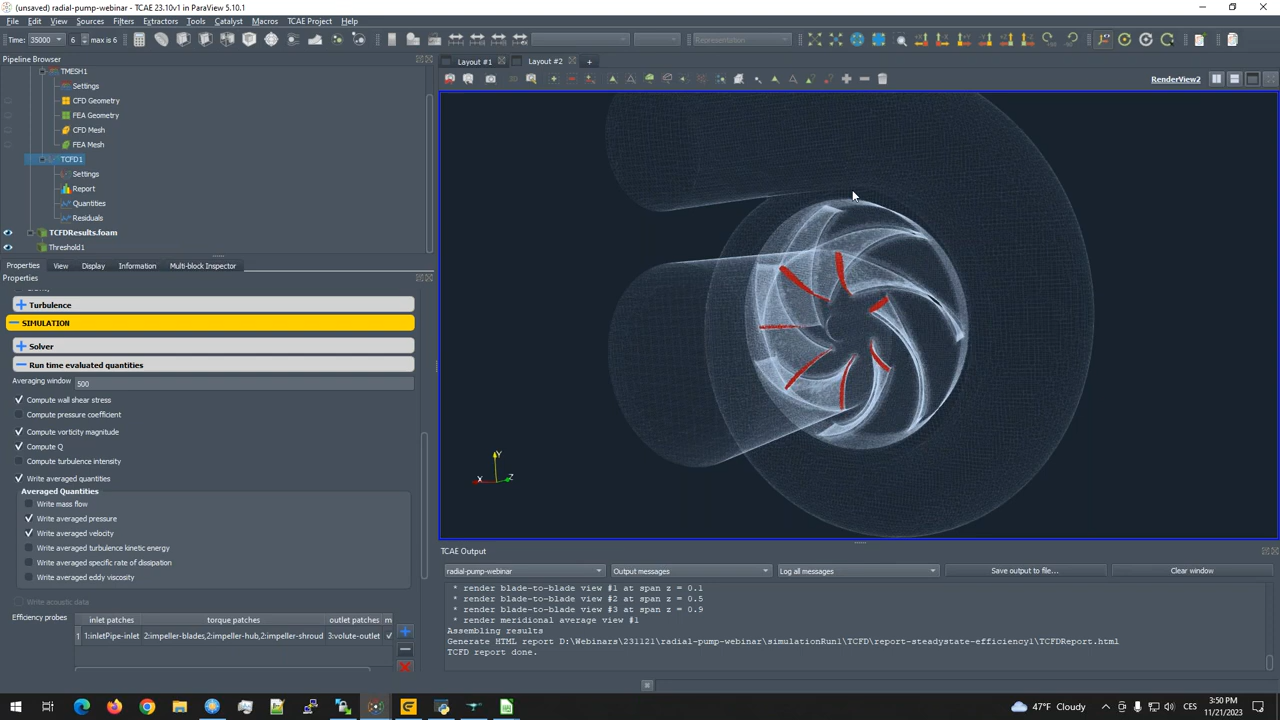 (unsaved) radial-pump-webinar - TCAE 23.10v1 in ParaView 5.10.1
File Edit View Sources Filters Extractors Tools Catalyst Macros TCAE Project Help
Time: 35000 6 max is 6
Representation
+X -X +Y -Y +Z -Z +90 -90
Pipeline Browser
Layout #1 Layout #2 +
TMESH1
RenderView2
Settings
CFD Geometry
FEA Geometry
CFD Mesh
FEA Mesh
TCFD1
Settings
Report
Quantities
Residuals
TCFDResults.foam
Threshold1
Properties View Display Information Multi-block Inspector
Properties
Turbulence
SIMULATION
Solver
Run time evaluated quantities
Averaging window 500
Compute wall shear stress
Compute pressure coefficient
Compute vorticity magnitude
Compute Q
Compute turbulence intensity
Write averaged quantities
Averaged Quantities
Write mass flow
Write averaged pressure
Write averaged velocity
Write averaged turbulence kinetic energy
Write averaged specific rate of dissipation
Write averaged eddy viscosity
Write acoustic data
Efficiency probes inlet patches torque patches outlet patches m
1 1:intetPipe-inlet 2:impeller-blades,2:impeller-hub,2:impeller-shroud 3:volute-outlet
Y
X Z
TCAE Output
radial-pump-webinar Output messages Log all messages Save output to file... Clear window
* render blade-to-blade view #1 at span z = 0.1
* render blade-to-blade view #2 at span z = 0.5
* render blade-to-blade view #3 at span z = 0.9
* render meridional average view #1
Assembling results
Generate HTML report D:\Webinars\231121\radial-pump-webinar\simulationRun1\TCFD\report-steadystate-efficiency1\TCFDReport.html
TCFD report done.
47°F Cloudy CES 3:50 PM
11/21/2023